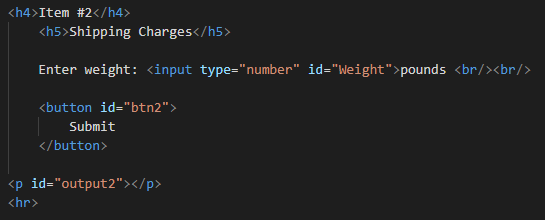 <h4>Item #2</h4>
<h5>Shipping Charges</h5>
Enter weight: <input type="number" id="Weight">pounds <br/><br/>
<button id="btn2">
Submit
</button>
<p id="output2"></p>
<hr>